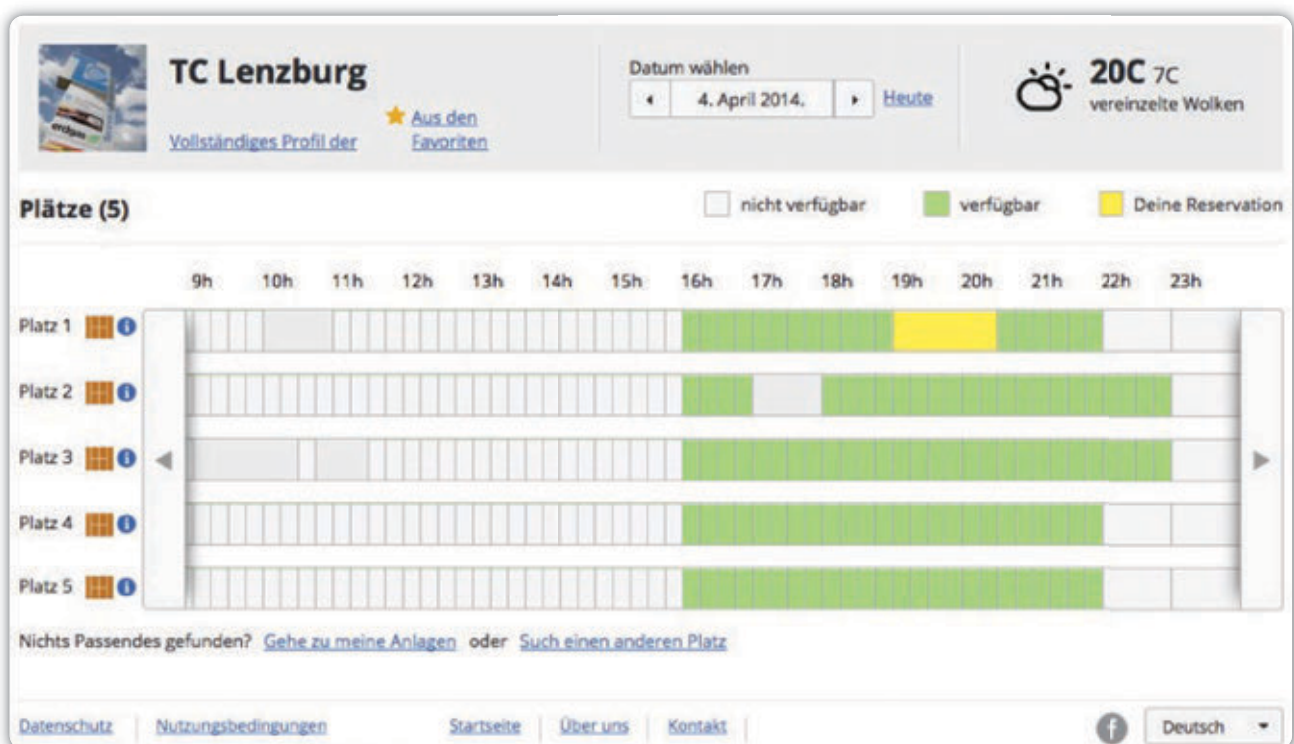 TC Lenzburg
Vollständiges Profil der
Aus den
Favoriten
erdgas
Datum wählen
4. April 2014.
Heute
20C 7C
vereinzelte Wolken
Plätze (5)
nicht verfügbar
verfügbar
Deine Reservation
9h 10h 11h 12h 13h 14h 15h 16h 17h 18h 19h 20h 21h 22h 23h
Platz 1
Platz 2
Platz 3
Platz 4
Platz 5
Nichts Passendes gefunden? Gehe zu meine Anlagen oder Such einen anderen Platz
Datenschutz Nutzungsbedingungen Startseite Über uns Kontakt
Deutsch